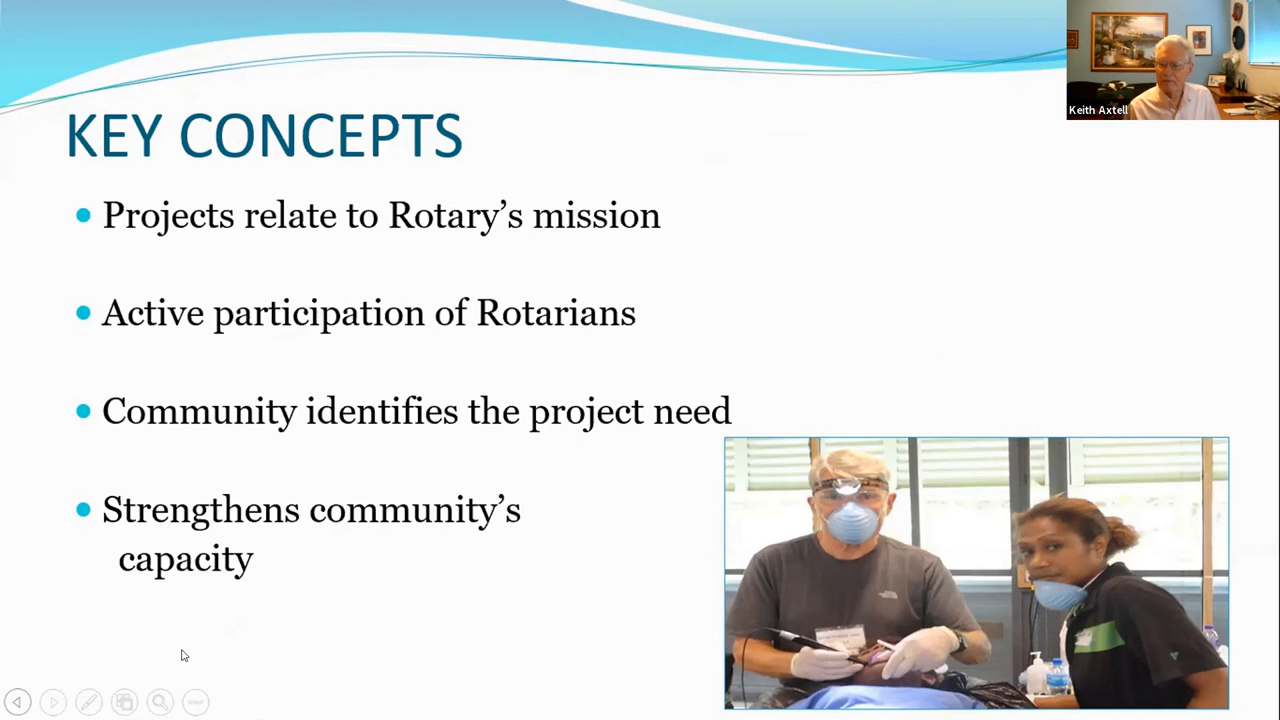 Keith Axtell
KEY CONCEPTS
Projects relate to Rotary’s mission
Active participation of Rotarians
Community identifies the project need
Strengthens community’s
capacity